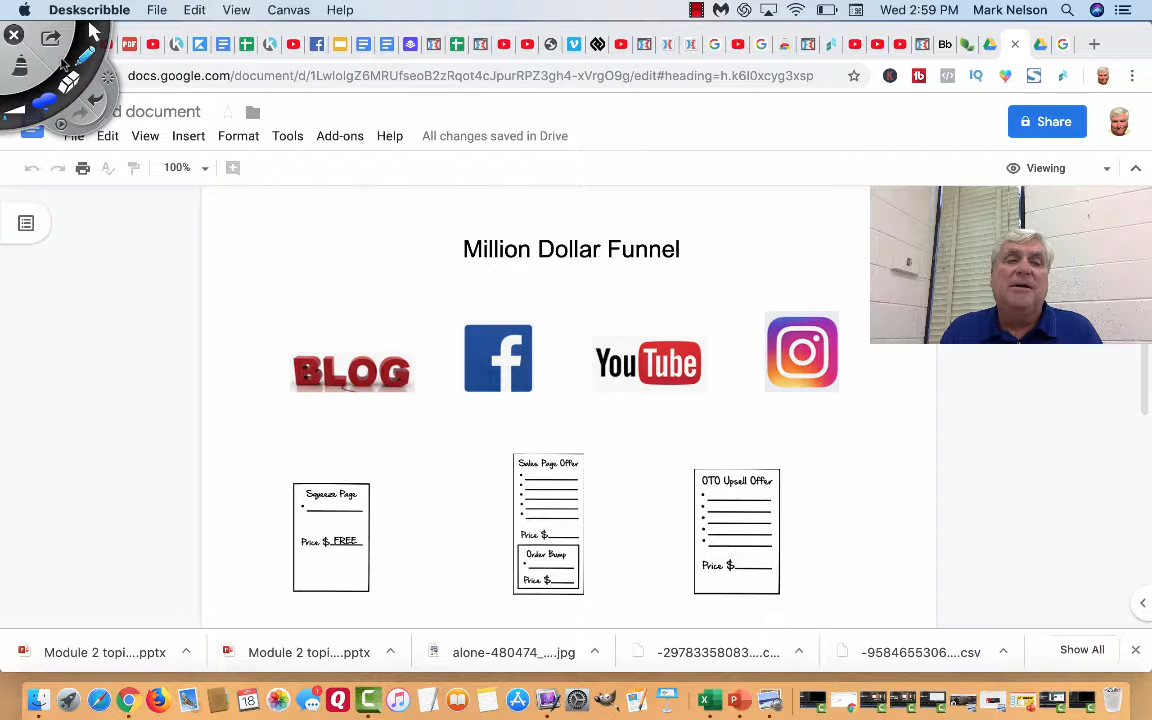 Deskscribble File Edit View Canvas Help Wed 2:59 PM Mark Nelson
docs.google.com/document/d/1LwIolgZ6MRUfseoB2zRqot4cJpurRPZ3gh4-xVrgO9g/edit#heading=h.k6l0xcyg3xsp
d document
File Edit View Insert Format Tools Add-ons Help All changes saved in Drive
Share
100%
Viewing
Million Dollar Funnel
BLOG
f
YouTube
Squeeze Page
Price $ FREE
Sales Page Offer
Price $
Order Bump
Price $
OTO Upsell Offer
Price $
Module 2 topi....pptx
Module 2 topi....pptx
alone-480474_....jpg
-29783358083....c...
-9584655306....csv
Show All